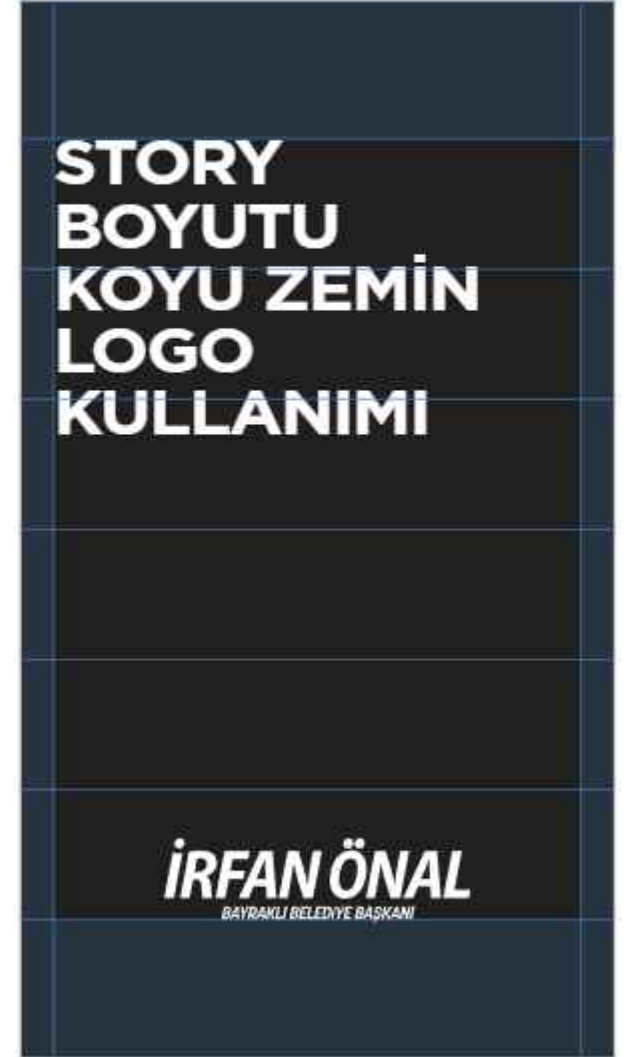 STORY
BOYUTU
KOYU ZEMİN
LOGO
KULLANIMI
İRFAN ÖNAL
BAYRAKLI BELEDİYE BAŞKANI